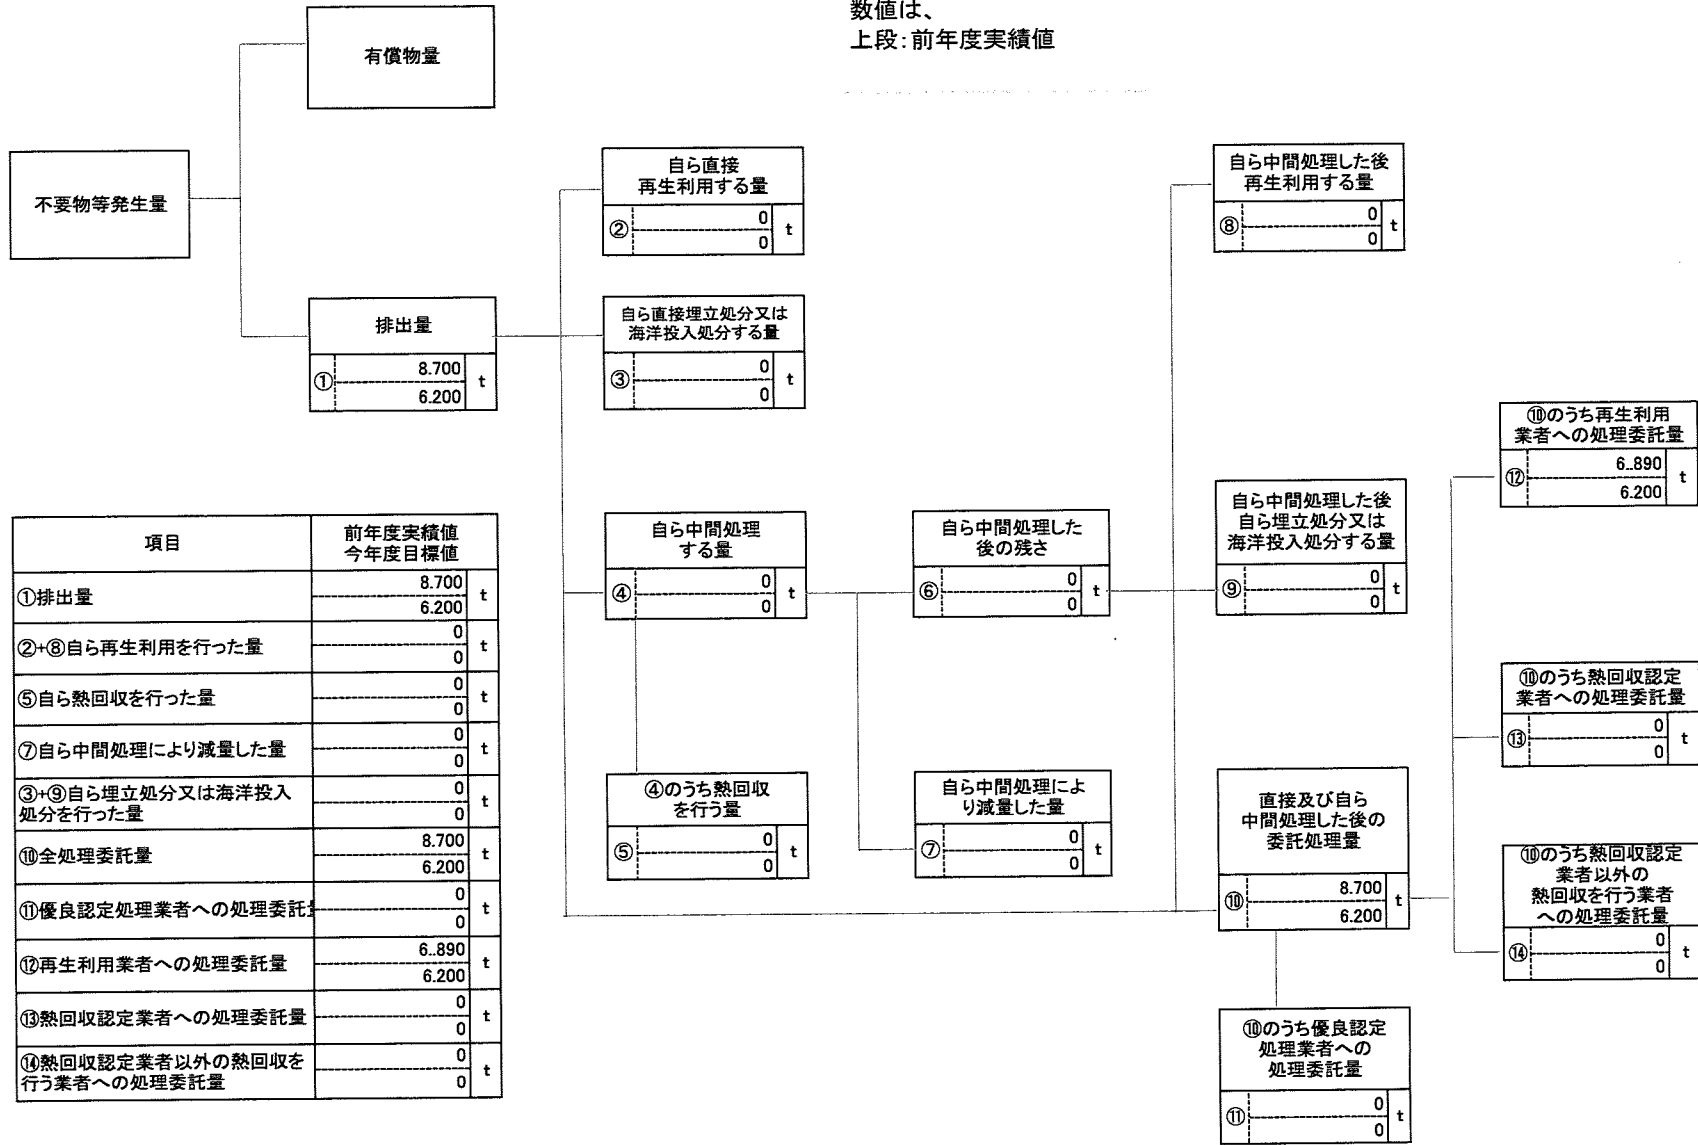 数値は、
上段:前年度実績値
有償物量
不要物等発生量
排出量
① 8.700 t
6.200
自ら直接
再生利用する量
② 0 t
0
自ら直接埋立処分又は
海洋投入処分する量
③ 0 t
0
自ら中間処理
する量
④ 0 t
0
④のうち熱回収
を行う量
⑤ 0 t
0
自ら中間処理した
後の残さ
⑥ 0 t
0
自ら中間処理によ
り減量した量
⑦ 0 t
0
自ら中間処理した後
再生利用する量
⑧ 0 t
0
自ら中間処理した後
自ら埋立処分又は
海洋投入処分する量
⑨ 0 t
0
直接及び自ら
中間処理した後の
委託処理量
⑩ 8.700 t
6.200
⑩のうち優良認定
処理業者への
処理委託量
⑪ 0 t
0
⑩のうち再生利用
業者への処理委託量
⑫ 6..890 t
6.200
⑩のうち熱回収認定
業者への処理委託量
⑬ 0 t
0
⑩のうち熱回収認定
業者以外の
熱回収を行う業者
への処理委託量
⑭ 0 t
0
項目 前年度実績値
今年度目標値
①排出量 8.700 t
6.200
②+⑧自ら再生利用を行った量 0 t
0
⑤自ら熱回収を行った量 0 t
0
⑦自ら中間処理により減量した量 0 t
0
③+⑨自ら埋立処分又は海洋投入
処分を行った量 0 t
0
⑩全処理委託量 8.700 t
6.200
⑪優良認定処理業者への処理委託 0 t
0
⑫再生利用業者への処理委託量 6..890 t
6.200
⑬熱回収認定業者への処理委託量 0 t
0
⑭熱回収認定業者以外の熱回収を
行う業者への処理委託量 0 t
0